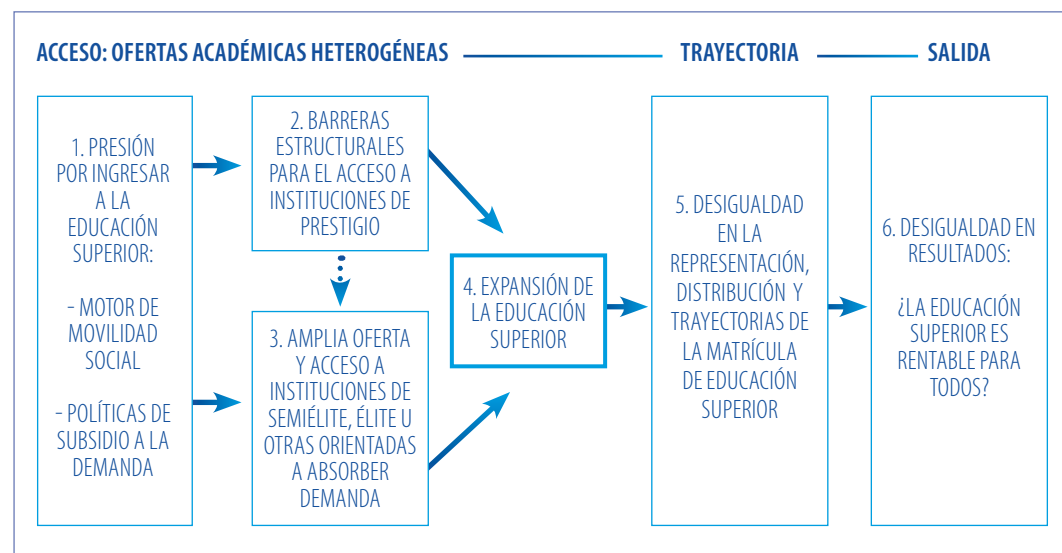 ACCESO: OFERTAS ACADÉMICAS HETEROGÉNEAS
TRAYECTORIA
SALIDA
1. PRESIÓN
POR INGRESAR
A LA
EDUCACIÓN
SUPERIOR:
- MOTOR DE
MOVILIDAD
SOCIAL
- POLÍTICAS DE
SUBSIDIO A LA
DEMANDA
2. BARRERAS
ESTRUCTURALES
PARA EL ACCESO A
INSTITUCIONES DE
PRESTIGIO
3. AMPLIA OFERTA
Y ACCESO A
INSTITUCIONES DE
SEMIÉLITE, ÉLITE U
OTRAS ORIENTADAS
A ABSORBER
DEMANDA
4. EXPANSIÓN DE
LA EDUCACIÓN
SUPERIOR
5. DESIGUALDAD
EN LA
REPRESENTACIÓN,
DISTRIBUCIÓN Y
TRAYECTORIAS DE
LA MATRÍCULA
DE EDUCACIÓN
SUPERIOR
6. DESIGUALDAD EN
RESULTADOS:
¿LA EDUCACIÓN
SUPERIOR ES
RENTABLE PARA
TODOS?